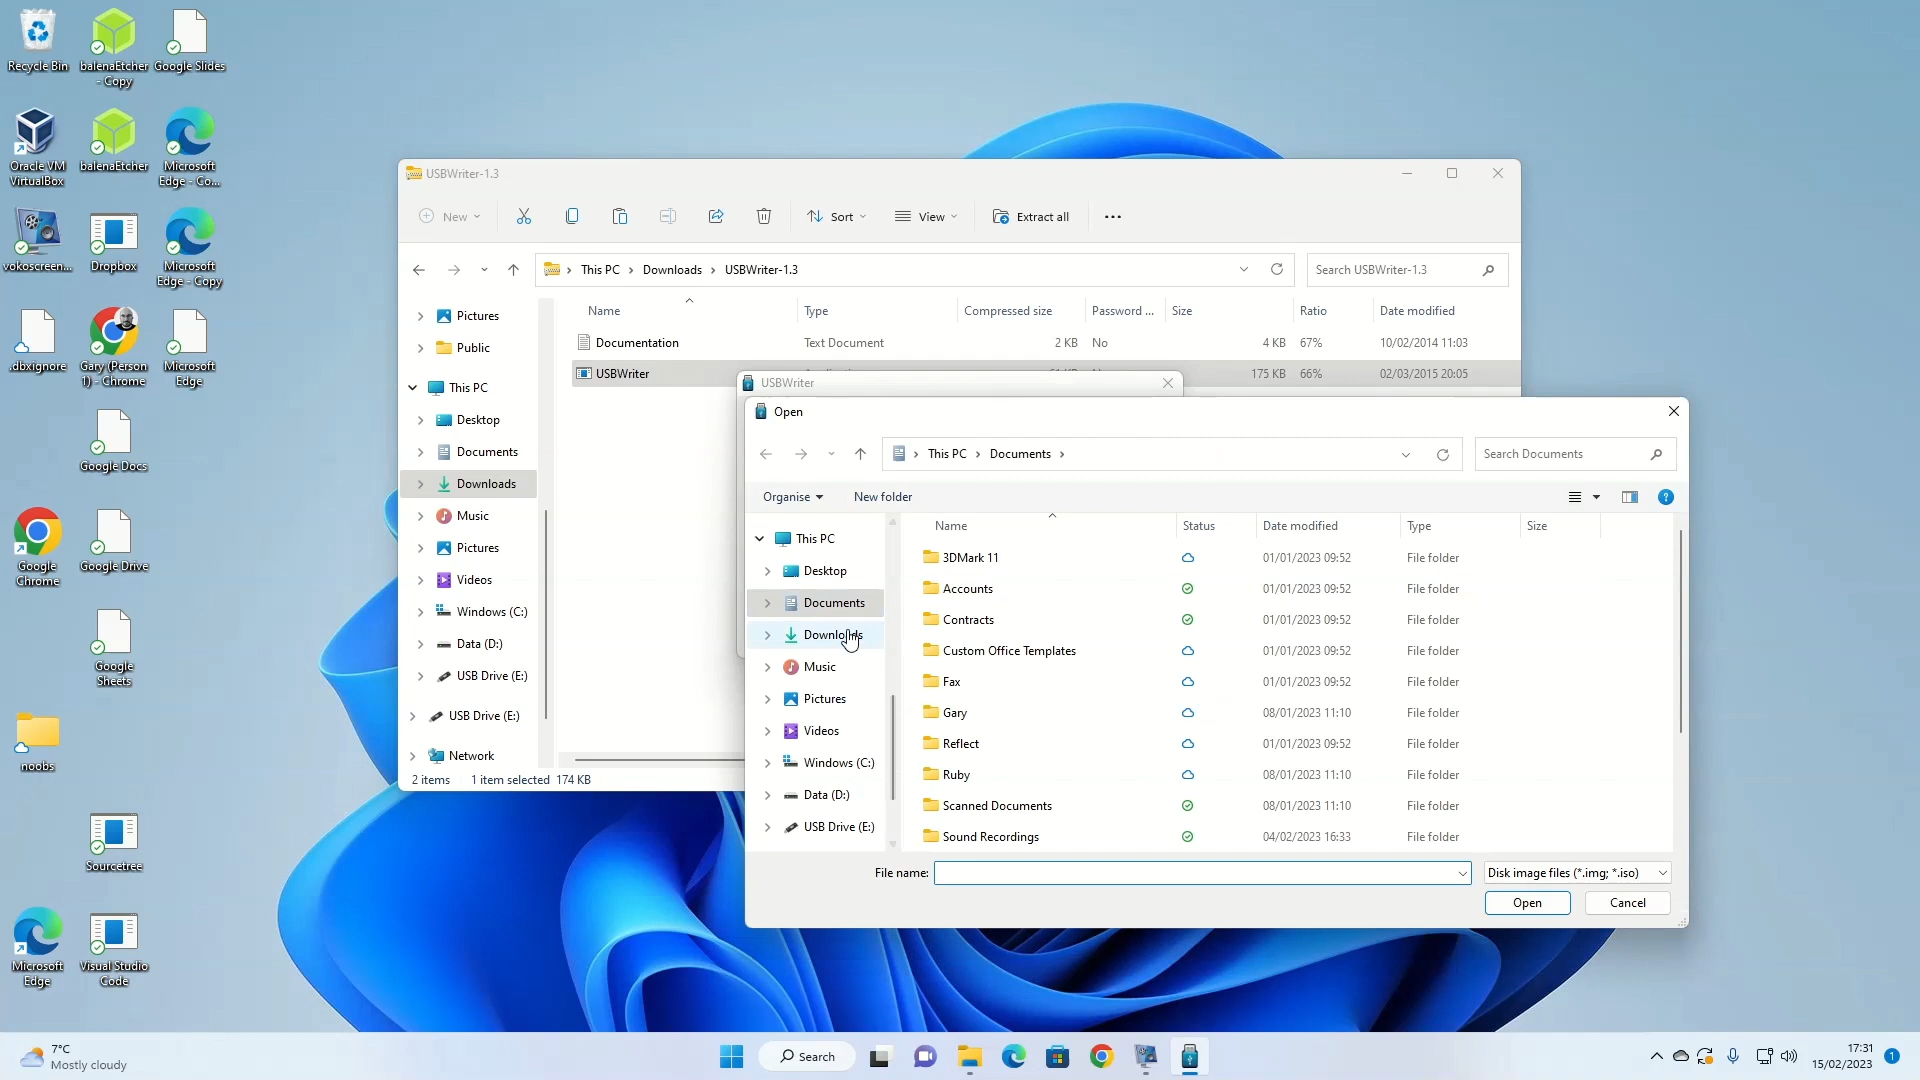 Recycle Bin
balenaEtcher
- Copy
Google Slides
Oracle VM
VirtualBox
balenaEtcher
Microsoft
Edge - Co...
vokoscreen...
Dropbox
Microsoft
Edge - Copy
.dbxignore
Gary (Person
1) - Chrome
Microsoft
Edge
Google Docs
Google
Chrome
Google Drive
Google
Sheets
noobs
Sourcetree
Microsoft
Edge
Visual Studio
Code
USBWriter-1.3
New
Sort
View
Extract all
This PC
Downloads
USBWriter-1.3
Search USBWriter-1.3
Name
Type
Compressed size
Password ...
Size
Ratio
Date modified
Documentation
Text Document
2 KB
No
4 KB
67%
10/02/2014 11:03
USBWriter
175 KB
66%
02/03/2015 20:05
Pictures
Public
This PC
Desktop
Documents
Downloads
Music
Pictures
Videos
Windows (C:)
Data (D:)
USB Drive (E:)
USB Drive (E:)
Network
2 items
1 item selected
174 KB
USBWriter
Open
This PC
Documents
Search Documents
Organise
New folder
This PC
Desktop
Documents
Downloads
Music
Pictures
Videos
Windows (C:)
Data (D:)
USB Drive (E:)
Name
Status
Date modified
Type
Size
3DMark 11
01/01/2023 09:52
File folder
Accounts
01/01/2023 09:52
File folder
Contracts
01/01/2023 09:52
File folder
Custom Office Templates
01/01/2023 09:52
File folder
Fax
01/01/2023 09:52
File folder
Gary
08/01/2023 11:10
File folder
Reflect
01/01/2023 09:52
File folder
Ruby
08/01/2023 11:10
File folder
Scanned Documents
08/01/2023 11:10
File folder
Sound Recordings
04/02/2023 16:33
File folder
File name:
Disk image files (*.img; *.iso)
Open
Cancel
7°C
Mostly cloudy
Search
17:31
15/02/2023
1